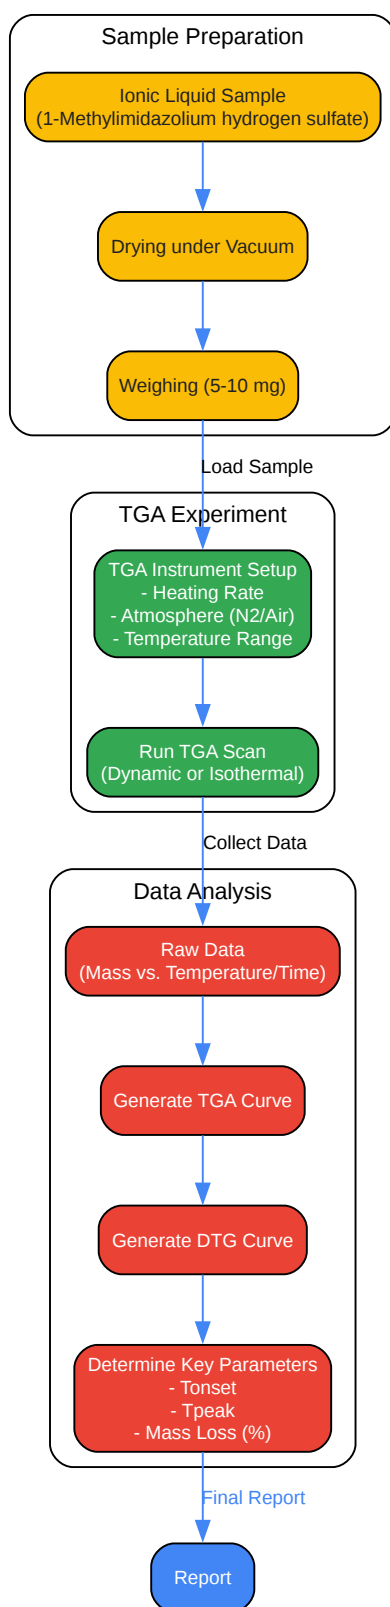 Sample Preparation
Ionic Liquid Sample
(1-Methylimidazolium hydrogen sulfate)
Drying under Vacuum
Weighing (5-10 mg)
Load Sample
TGA Experiment
TGA Instrument Setup
- Heating Rate
- Atmosphere (N2/Air)
- Temperature Range
Run TGA Scan
(Dynamic or Isothermal)
Collect Data
Data Analysis
Raw Data
(Mass vs. Temperature/Time)
Generate TGA Curve
Generate DTG Curve
Determine Key Parameters
- Tonset
- Tpeak
- Mass Loss (%)
Final Report
Report